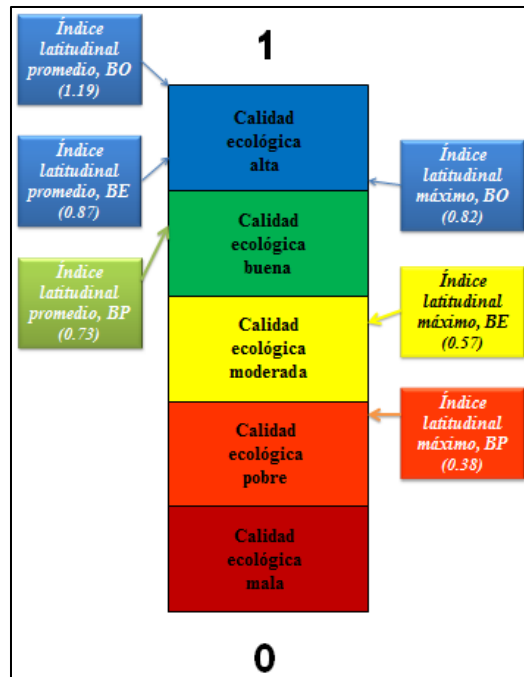 1
Índice
latitudinal
promedio, BO
(1.19)
Índice
latitudinal
promedio, BE
(0.87)
Índice
latitudinal
promedio, BP
(0.73)
Calidad
ecológica
alta
Calidad
ecológica
buena
Calidad
ecológica
moderada
Calidad
ecológica
pobre
Calidad
ecológica
mala
Índice
latitudinal
máximo, BO
(0.82)
Índice
latitudinal
máximo, BE
(0.57)
Índice
latitudinal
máximo, BP
(0.38)
0